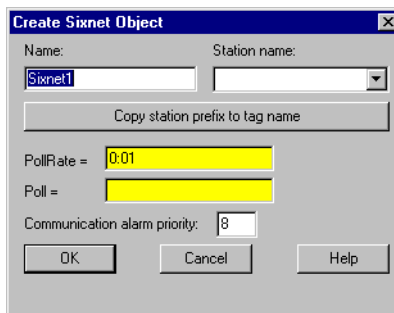 Create Sixnet Object
Name: Station name:
Sixnet1
Copy station prefix to tag name
PollRate = 0:01
Poll =
Communication alarm priority: 8
OK Cancel Help